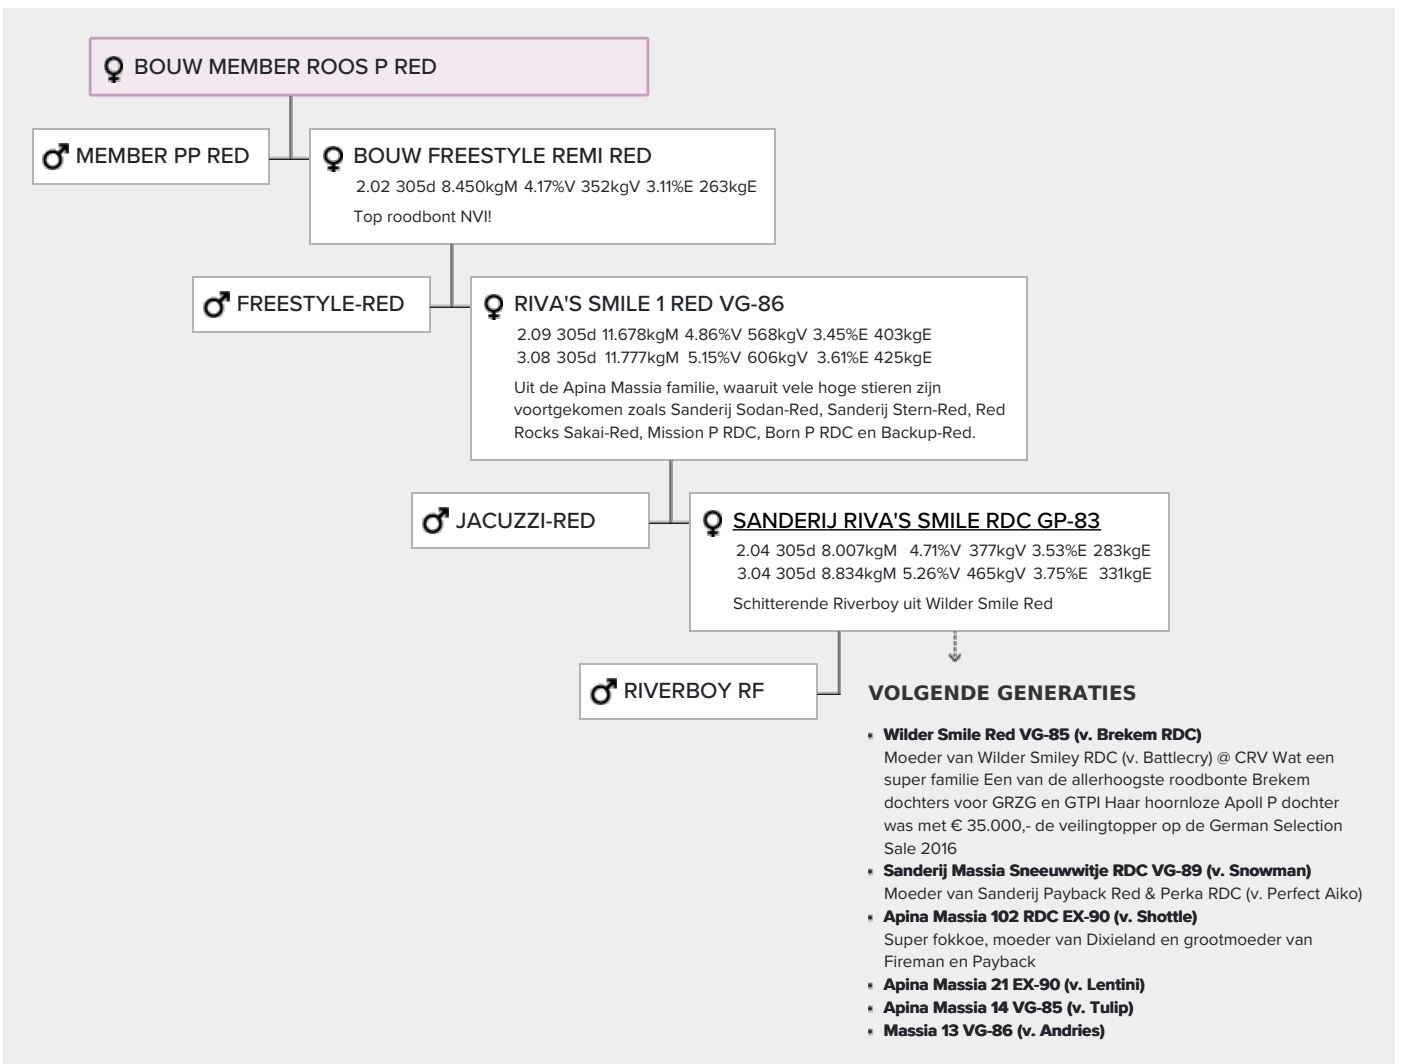 BOUW MEMBER ROOS P RED
MEMBER PP RED
BOUW FREESTYLE REMI RED
2.02 305d 8.450kgM 4.17%V 352kgV 3.11%E 263kgE
Top roodbont NVI!
FREESTYLE-RED
RIVA'S SMILE 1 RED VG-86
2.09 305d 11.678kgM 4.86%V 568kgV 3.45%E 403kgE
3.08 305d 11.777kgM 5.15%V 606kgV 3.61%E 425kgE
Uit de Apina Massia familie, waaruit vele hoge stieren zijn
voortgekomen zoals Sanderij Sodan-Red, Sanderij Stern-Red, Red
Rocks Sakai-Red, Mission P RDC, Born P RDC en Backup-Red.
JACUZZI-RED
SANDERIJ RIVA'S SMILE RDC GP-83
2.04 305d 8.007kgM 4.71%V 377kgV 3.53%E 283kgE
3.04 305d 8.834kgM 5.26%V 465kgV 3.75%E 331kgE
Schitterende Riverboy uit Wilder Smile Red
RIVERBOY RF
VOLGENDE GENERATIES
Wilder Smile Red VG-85 (v. Brekem RDC)
Moeder van Wilder Smiley RDC (v. Battlecry) @ CRV Wat een
super familie Een van de allerhoogste roodbonte Brekem
dochters voor GRZG en GTPI Haar hoornloze Apoll P dochter
was met € 35.000,- de veilingtopper op de German Selection
Sale 2016
Sanderij Massia Sneeuwwitje RDC VG-89 (v. Snowman)
Moeder van Sanderij Payback Red & Perka RDC (v. Perfect Aiko)
Apina Massia 102 RDC EX-90 (v. Shottle)
Super fokkoe, moeder van Dixieland en grootmoeder van
Fireman en Payback
Apina Massia 21 EX-90 (v. Lentini)
Apina Massia 14 VG-85 (v. Tulip)
Massia 13 VG-86 (v. Andries)